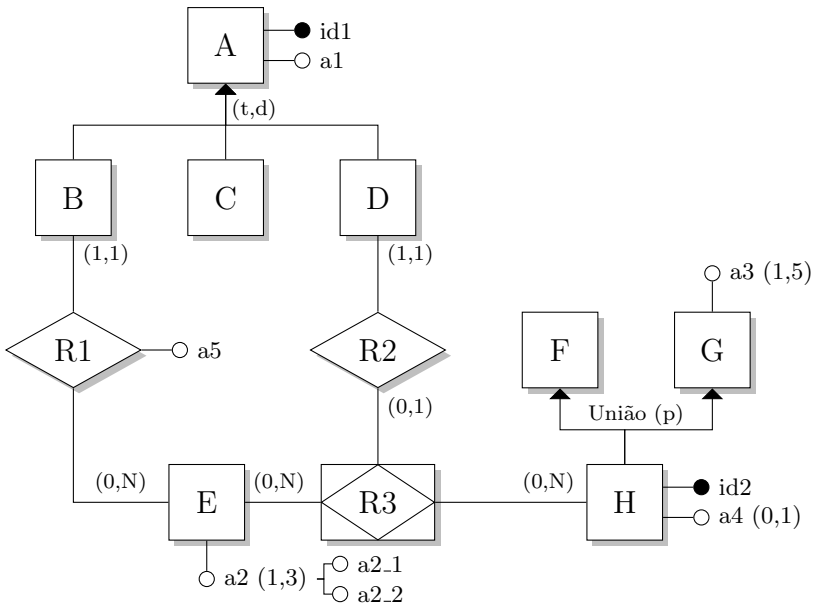 A
id1
a1
(t,d)
B
C
D
(1,1)
(1,1)
a3 (1,5)
R1
a5
R2
F
G
(0,1)
União (p)
(0,N)
E
(0,N)
R3
(0,N)
H
id2
a4 (0,1)
a2 (1,3)
a2_1
a2_2